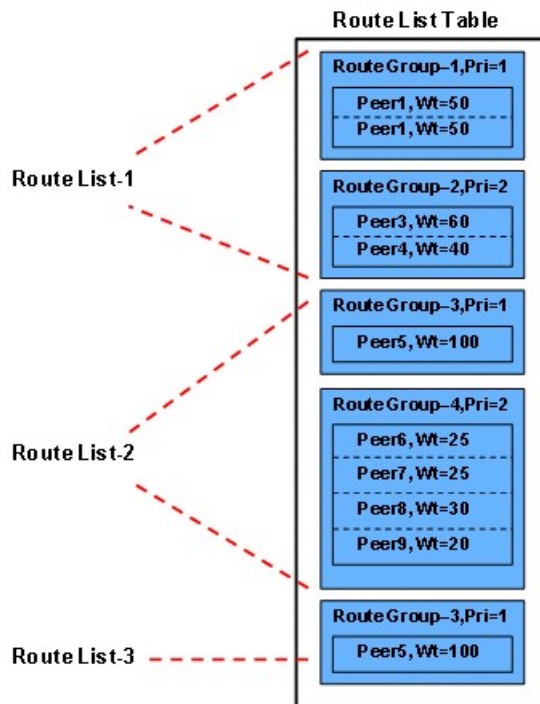 Route List Table
Route Group–1,Pri=1
Peer1, Wt=50
Peer1, Wt=50
Route List-1
Route Group–2,Pri=2
Peer3, Wt=60
Peer4, Wt=40
Route Group–3,Pri=1
Peer5, Wt=100
Route Group–4,Pri=2
Peer6, Wt=25
Route List-2
Peer7, Wt=25
Peer8, Wt=30
Peer9, Wt=20
Route Group–3,Pri=1
Route List-3
Peer5, Wt=100